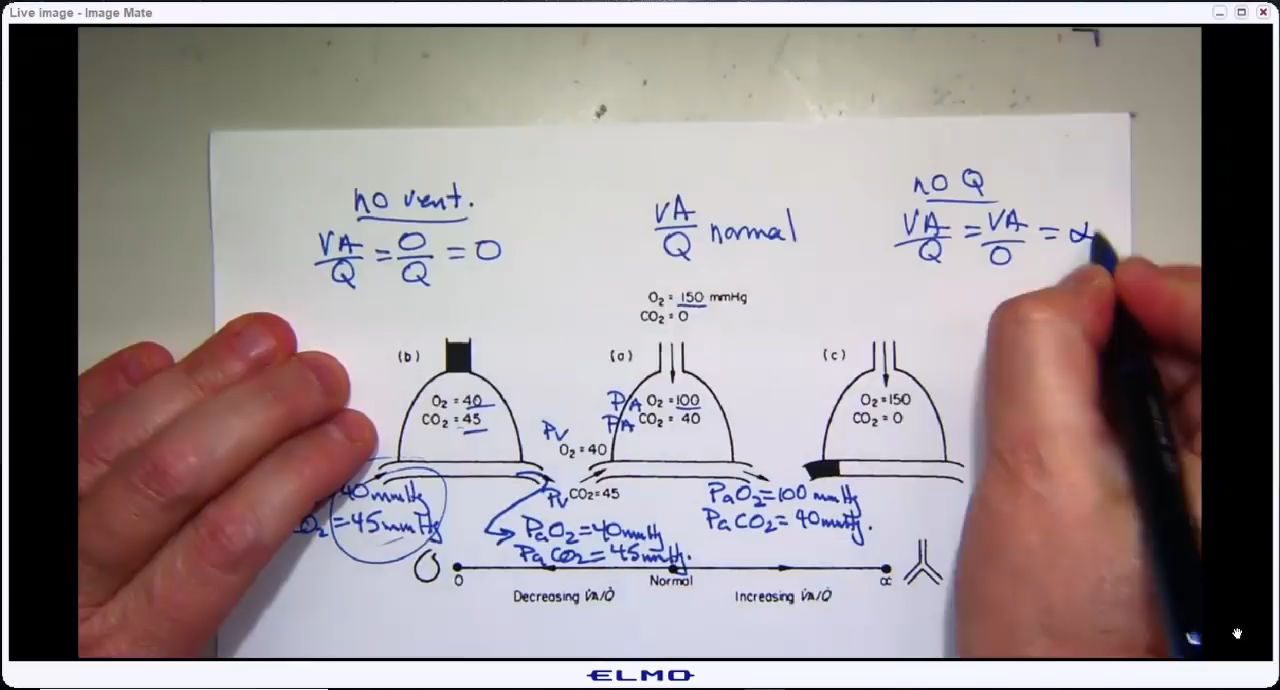 Live image - Image Mate
no vent.
VA/Q = 0/Q = 0
VA/Q normal
no Q
VA/Q = VA/0 = ∝
O₂ = 150 mmHg
CO₂ = 0
(b)
O₂ = 40
CO₂ = 45
(a)
PA O₂ = 100
PA CO₂ = 40
(c)
O₂ = 150
CO₂ = 0
Pv O₂ = 40
Pv CO₂ = 45
40mmHg
O₂ = 45mmHg
PaO₂ = 40mmHg
PaCO₂ = 45mmHg.
PaO₂ = 100 mmHg
PaCO₂ = 40mmHg.
0
Normal
∝
Decreasing V̇A/Q̇
Increasing V̇A/Q̇
ELMO